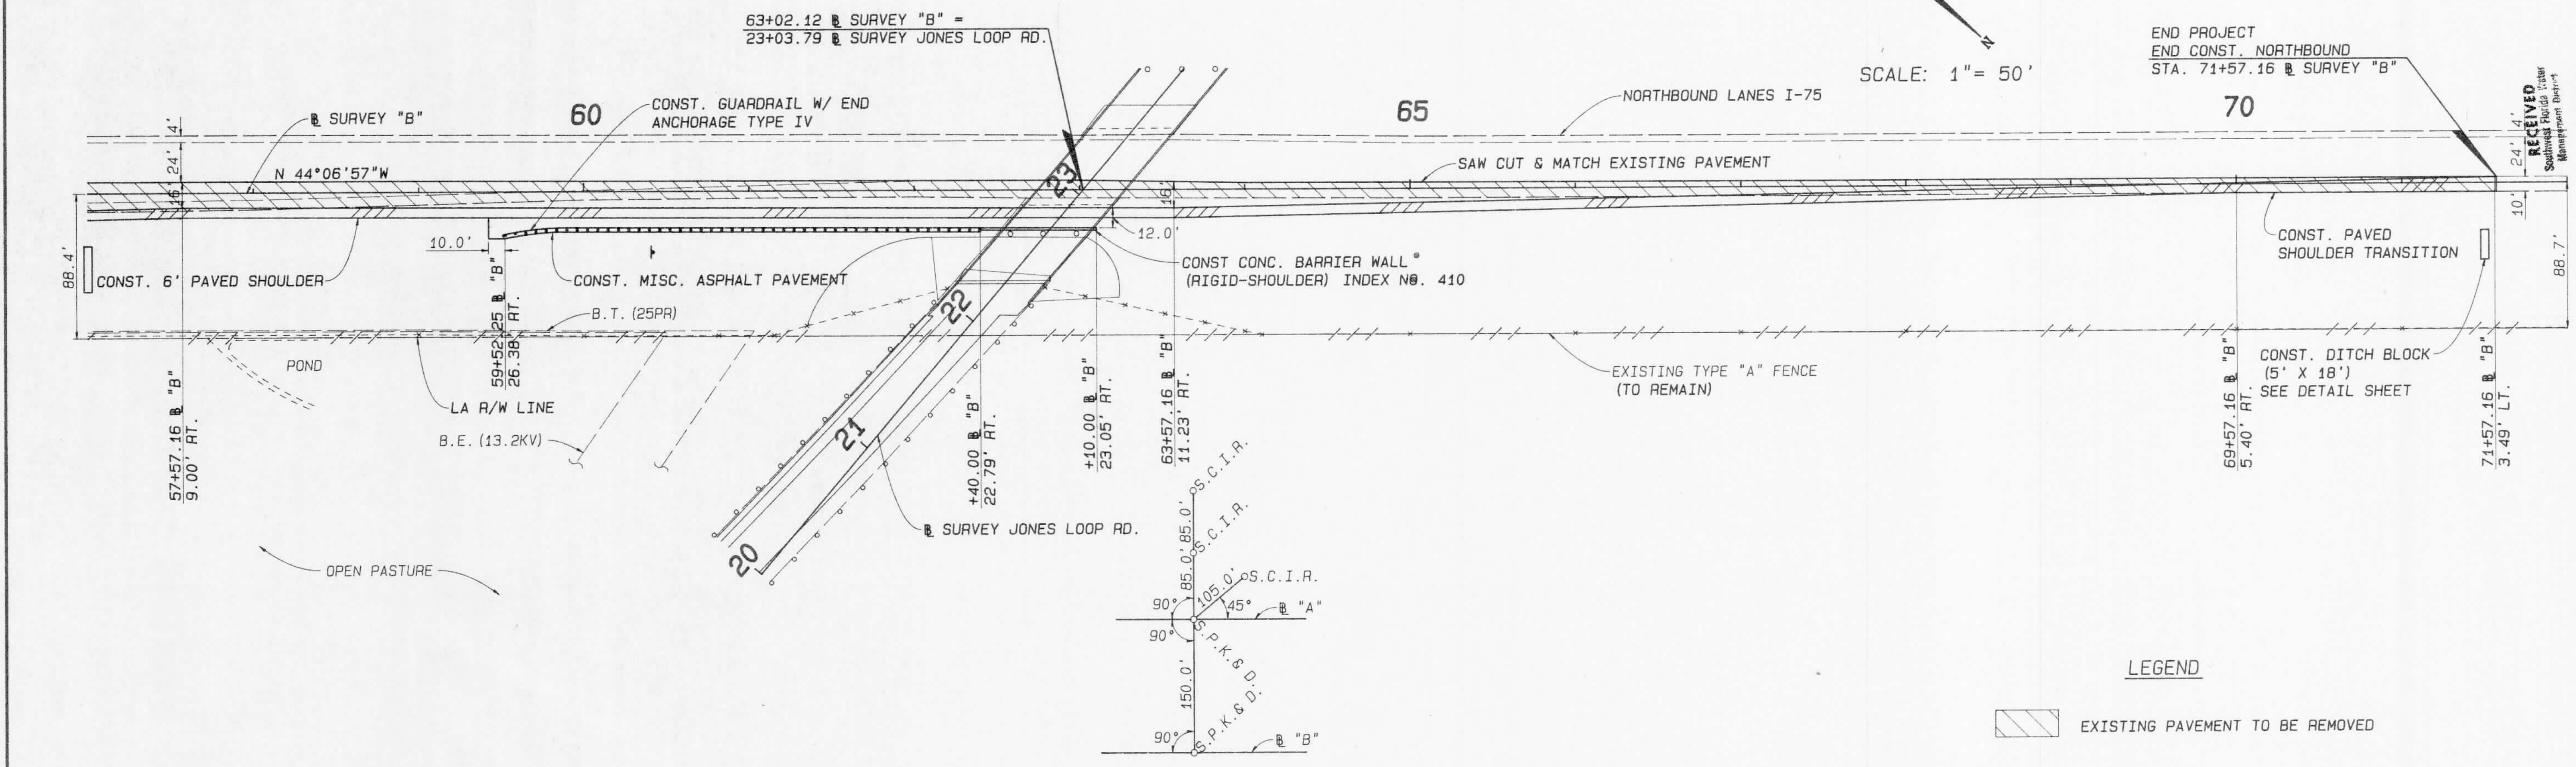 63+02.12 ℄ SURVEY "B" =
23+03.79 ℄ SURVEY JONES LOOP RD.
N
SCALE: 1"= 50'
END PROJECT
END CONST. NORTHBOUND
STA. 71+57.16 ℄ SURVEY "B"
RECEIVED
Southwest Florida Water
Management District
60
65
70
℄ SURVEY "B"
CONST. GUARDRAIL W/ END
ANCHORAGE TYPE IV
NORTHBOUND LANES I-75
SAW CUT & MATCH EXISTING PAVEMENT
N 44°06'57"W
4'
24'
16'
88.4'
23
16'
12.0'
4'
24'
10'
88.7'
10.0'
CONST. 6' PAVED SHOULDER
CONST. MISC. ASPHALT PAVEMENT
CONST CONC. BARRIER WALL
(RIGID-SHOULDER) INDEX NO. 410
CONST. PAVED
SHOULDER TRANSITION
B.T. (25PR)
22
POND
LA R/W LINE
B.E. (13.2KV)
EXISTING TYPE "A" FENCE
(TO REMAIN)
CONST. DITCH BLOCK
(5' X 18')
SEE DETAIL SHEET
57+57.16 ℄ "B"
9.00' RT.
59+52.25 ℄ "B"
26.38' RT.
+40.00 ℄ "B"
22.79' RT.
+10.00 ℄ "B"
23.05' RT.
63+57.16 ℄ "B"
11.23' RT.
69+57.16 ℄ "B"
5.40' RT.
71+57.16 ℄ "B"
3.49' LT.
21
20
℄ SURVEY JONES LOOP RD.
OPEN PASTURE
S.C.I.R.
85.0'
S.C.I.R.
85.0'
105.0'
S.C.I.R.
90°
45°
℄ "A"
90°
S.P.K.& D.
150.0'
S.P.K.& D.
90°
℄ "B"
LEGEND
EXISTING PAVEMENT TO BE REMOVED